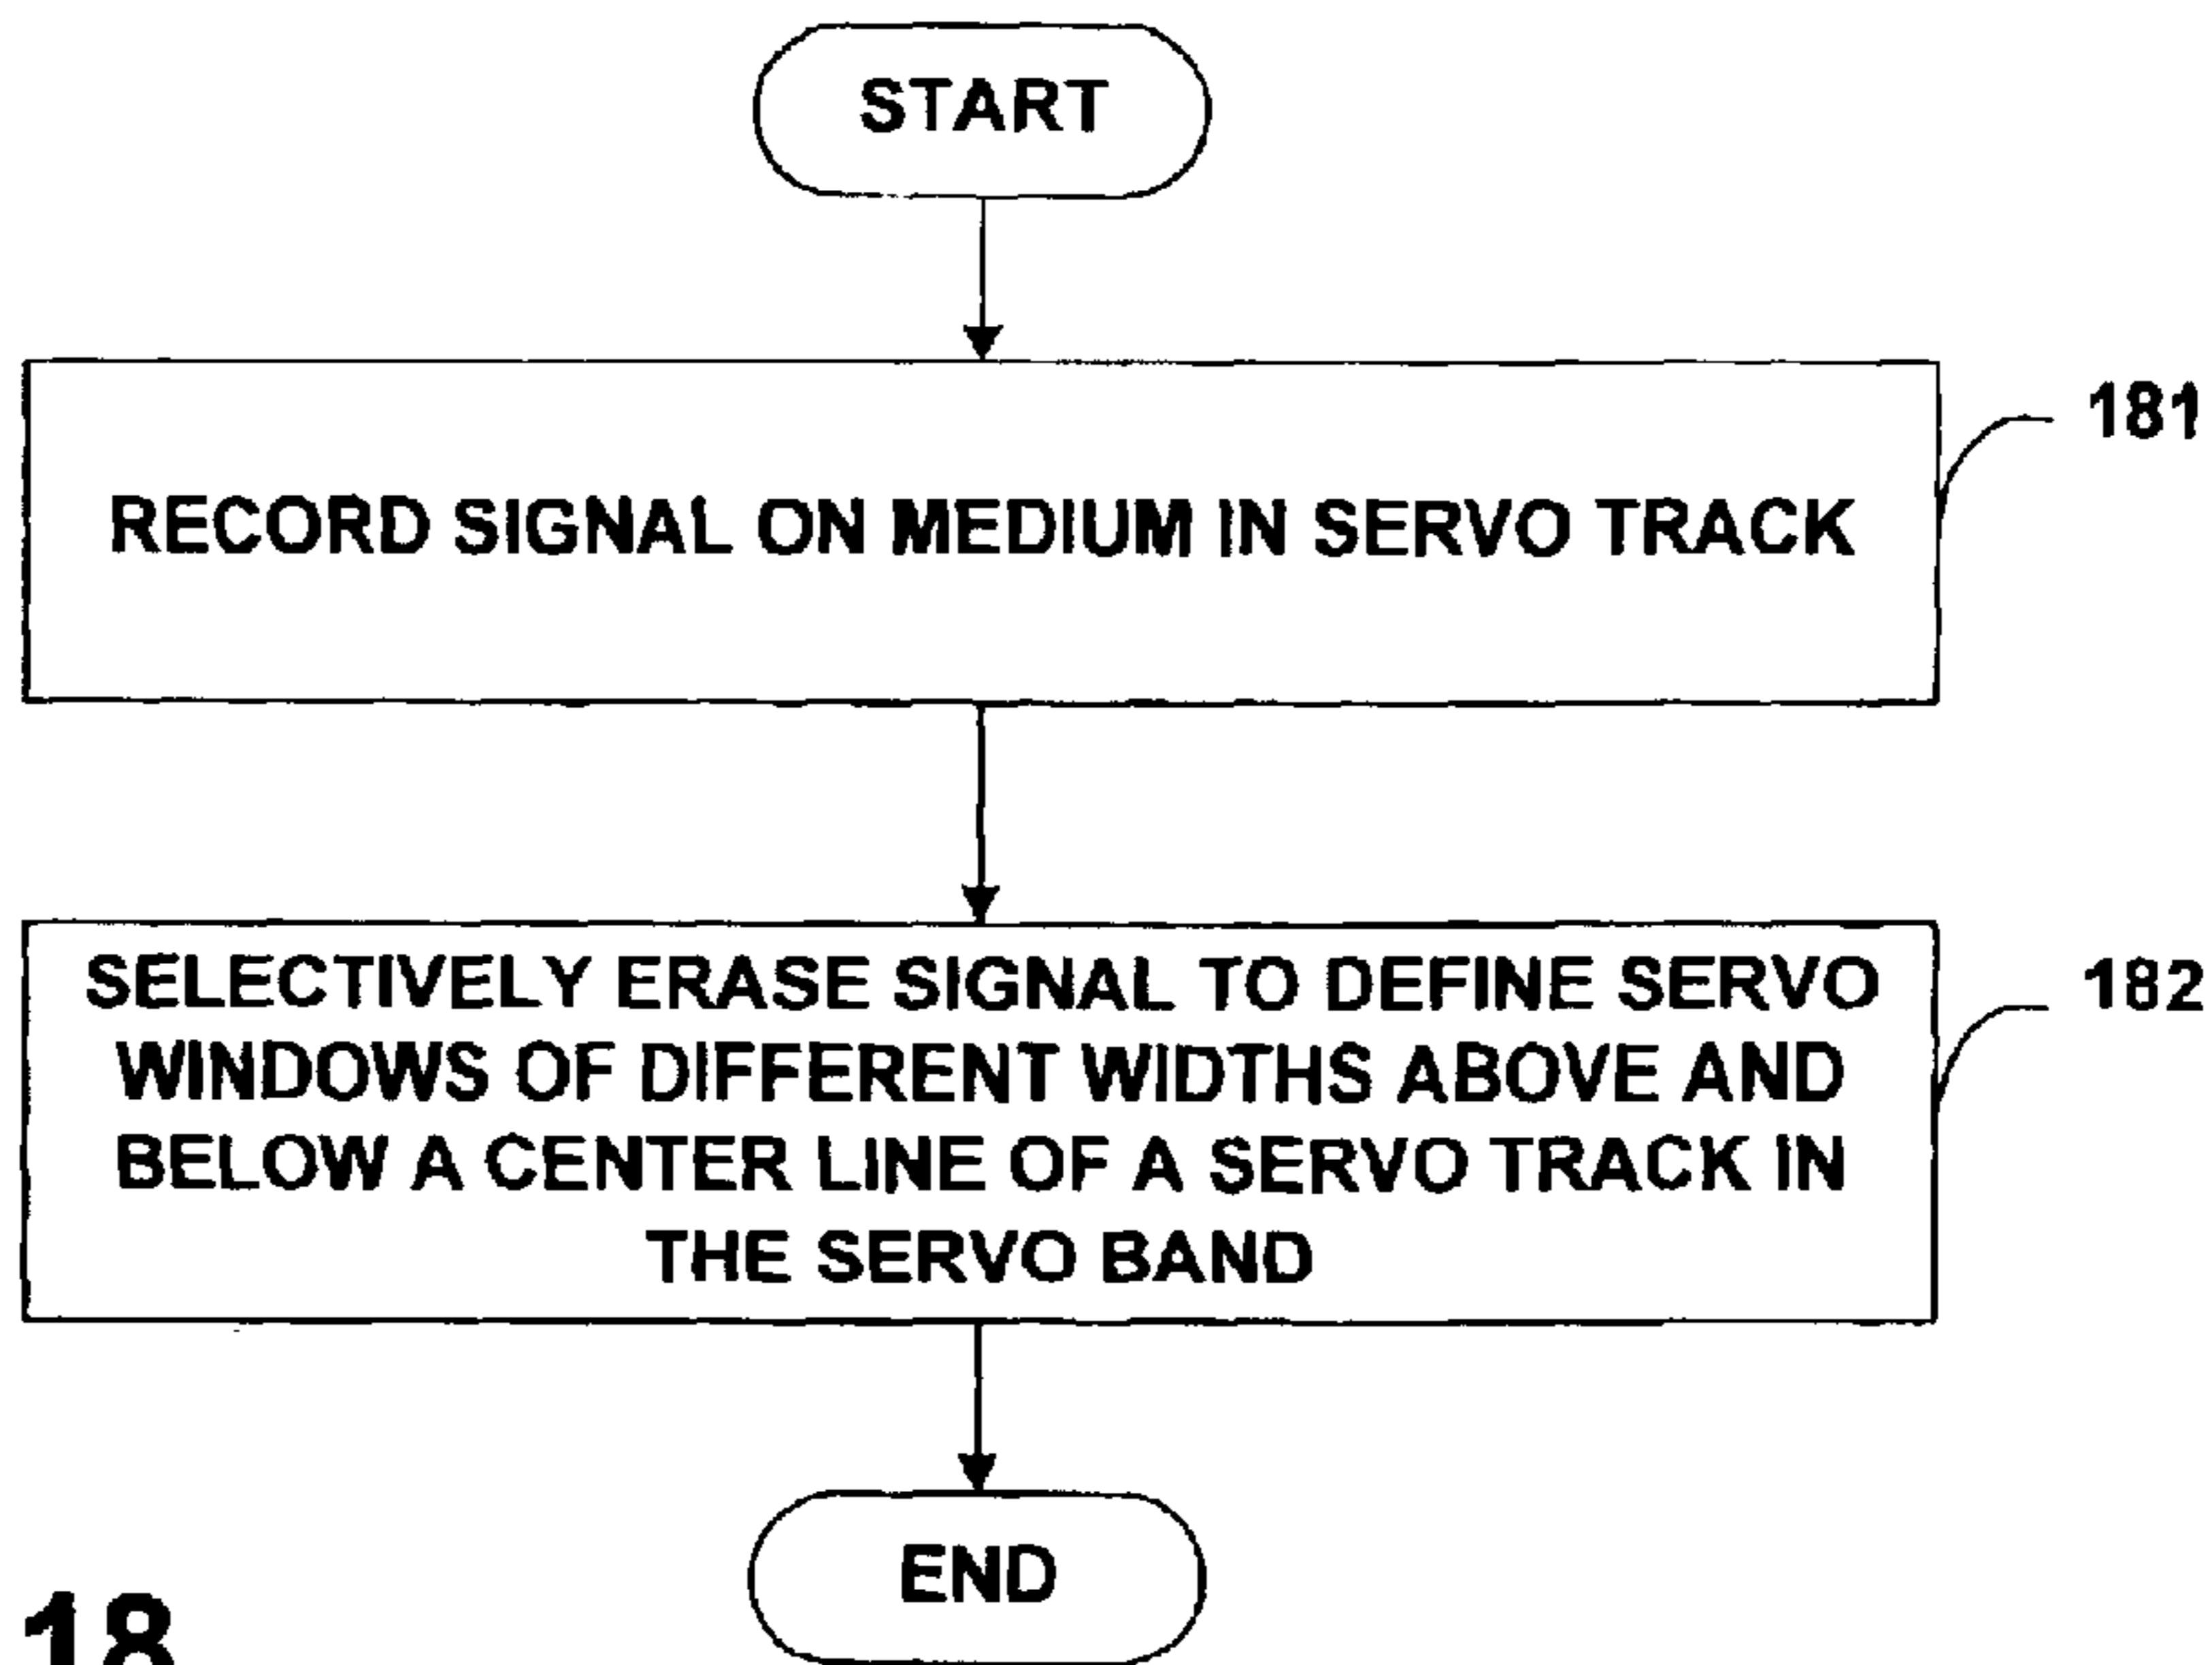 START
RECORD SIGNAL ON MEDIUM IN SERVO TRACK
181
SELECTIVELY ERASE SIGNAL TO DEFINE SERVO
WINDOWS OF DIFFERENT WIDTHS ABOVE AND
BELOW A CENTER LINE OF A SERVO TRACK IN
THE SERVO BAND
182
END
18